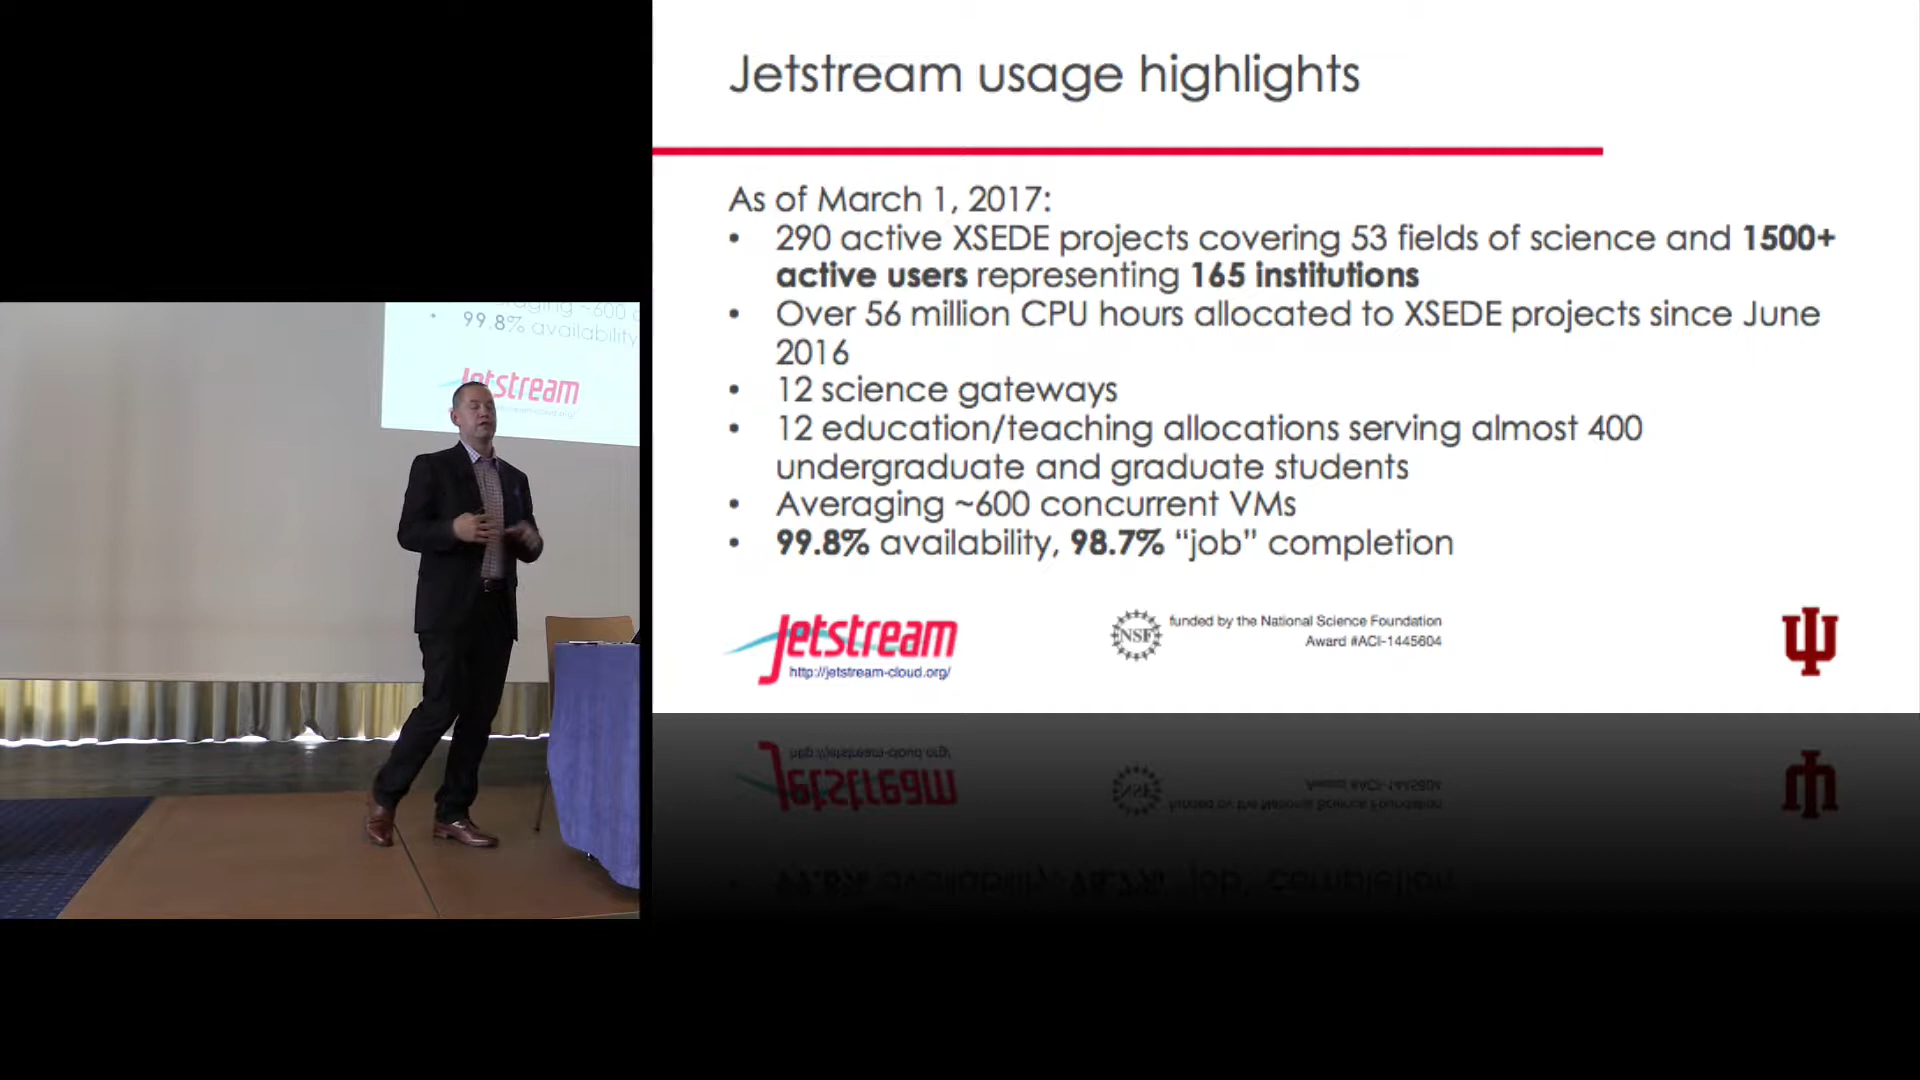 Jetstream usage highlights
As of March 1, 2017:
• 290 active XSEDE projects covering 53 fields of science and 1500+
active users representing 165 institutions
• Over 56 million CPU hours allocated to XSEDE projects since June
2016
• 12 science gateways
• 12 education/teaching allocations serving almost 400
undergraduate and graduate students
• Averaging ~600 concurrent VMs
• 99.8% availability, 98.7% “job” completion
Jetstream
http://jetstream-cloud.org/
NSF
funded by the National Science Foundation
Award #ACI-1445604
~600
• 99.8% availability
Jetstream